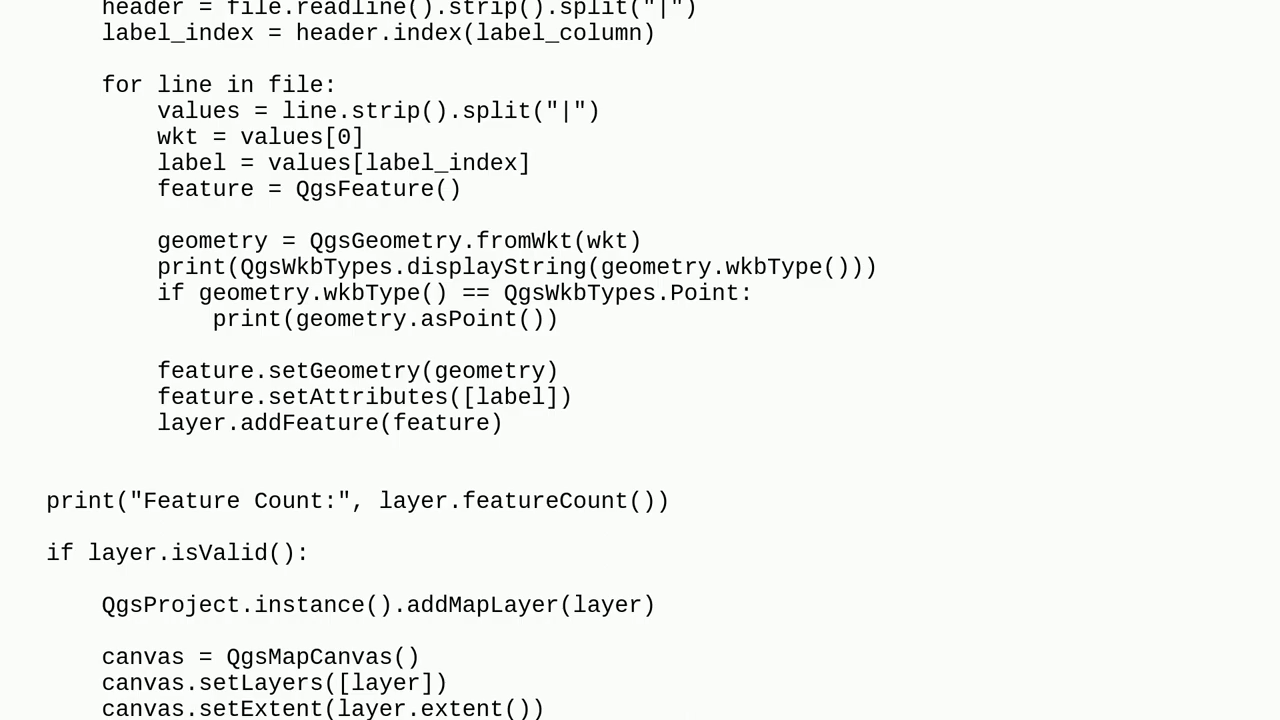 header = file.readline().strip().split("|")
label_index = header.index(label_column)
for line in file:
values = line.strip().split("|")
wkt = values[0]
label = values[label_index]
feature = QgsFeature()
geometry = QgsGeometry.fromWkt(wkt)
print(QgsWkbTypes.displayString(geometry.wkbType()))
if geometry.wkbType() == QgsWkbTypes.Point:
print(geometry.asPoint())
feature.setGeometry(geometry)
feature.setAttributes([label])
layer.addFeature(feature)
print("Feature Count:", layer.featureCount())
if layer.isValid():
QgsProject.instance().addMapLayer(layer)
canvas = QgsMapCanvas()
canvas.setLayers([layer])
canvas.setExtent(layer.extent())